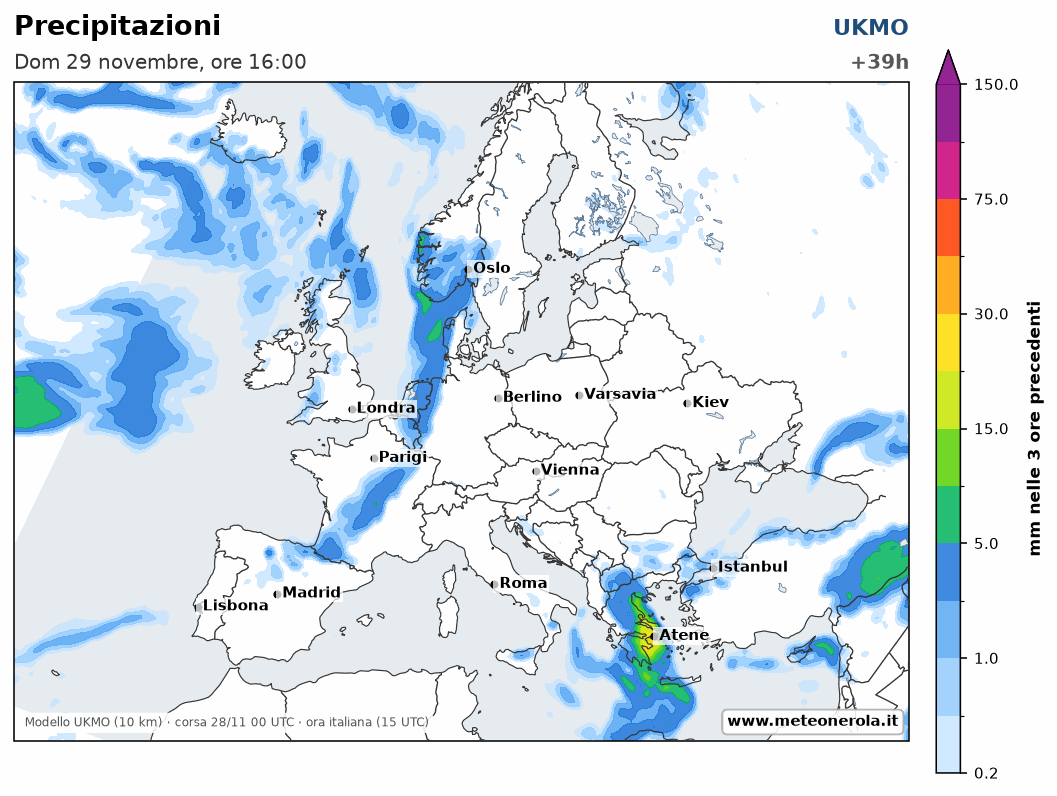 Precipitazioni
UKMO
Dom 29 novembre, ore 16:00
+39h
150.0
75.0
30.0
15.0
5.0
1.0
0.2
mm nelle 3 ore precedenti
Oslo
Londra
Berlino
Varsavia
Kiev
Parigi
Vienna
Istanbul
Roma
Madrid
Lisbona
Atene
Modello UKMO (10 km) · corsa 28/11 00 UTC · ora italiana (15 UTC)
www.meteonerola.it